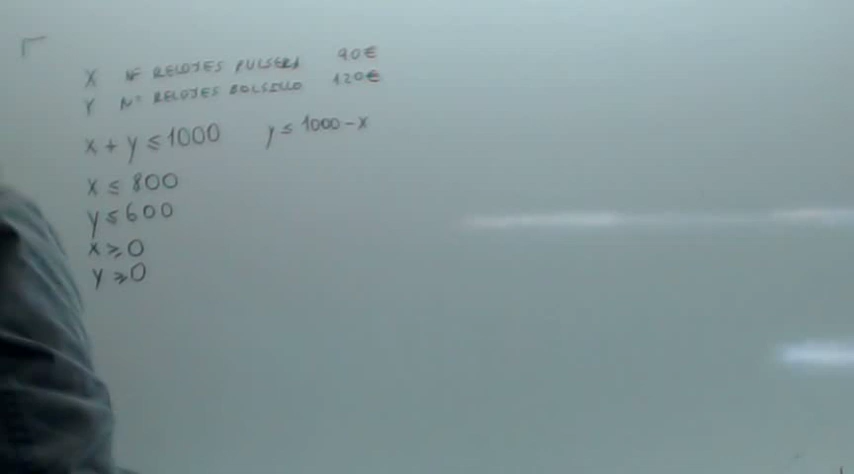 X Nº RELOJES PULSERA 90€
Y Nº RELOJES BOLSILLO 120€
x + y ≤ 1000 y ≤ 1000 - x
x ≤ 800
y ≤ 600
x ≥ 0
y ≥ 0